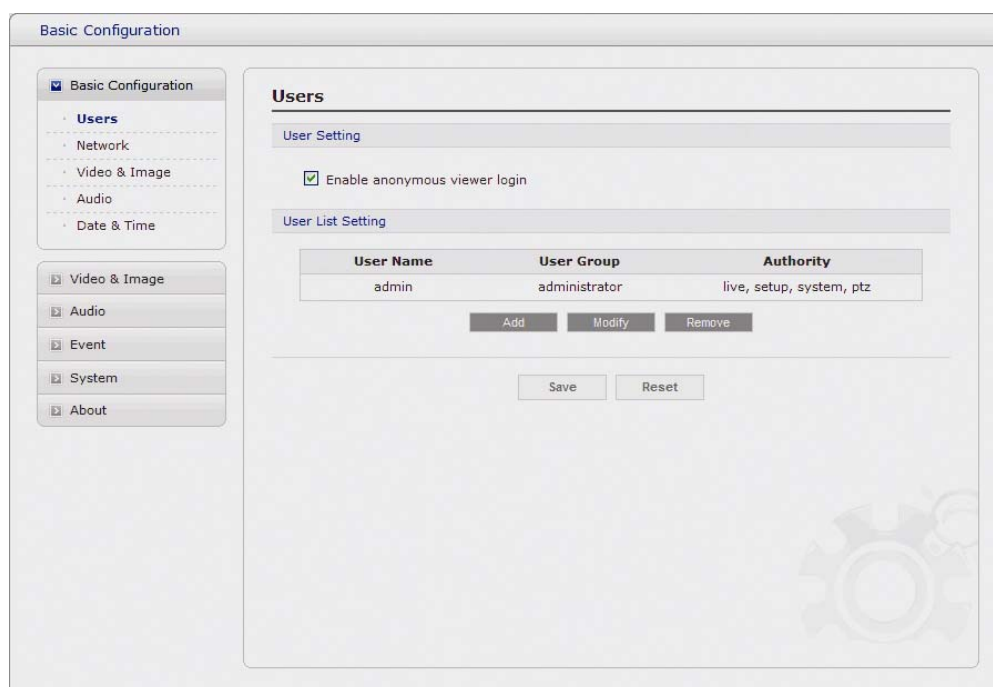 Basic Configuration
Basic Configuration
Users
Network
Video & Image
Audio
Date & Time
Video & Image
Audio
Event
System
About
Users
User Setting
Enable anonymous viewer login
User List Setting
User Name User Group Authority
admin administrator live, setup, system, ptz
Add Modify Remove
Save Reset